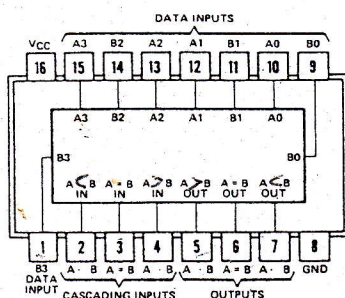 DATA INPUTS
VCC A3 B2 A2 A1 B1 A0 B0
16 15 14 13 12 11 10 9
A3 B2 A2 A1 B1 A0
B3 B0
A<B A=B A>B A>B A=B A<B
IN IN IN OUT OUT OUT
1 2 3 4 5 6 7 8
B3 A B A=B A B A B A=B A B GND
DATA
INPUT CASCADING INPUTS OUTPUTS